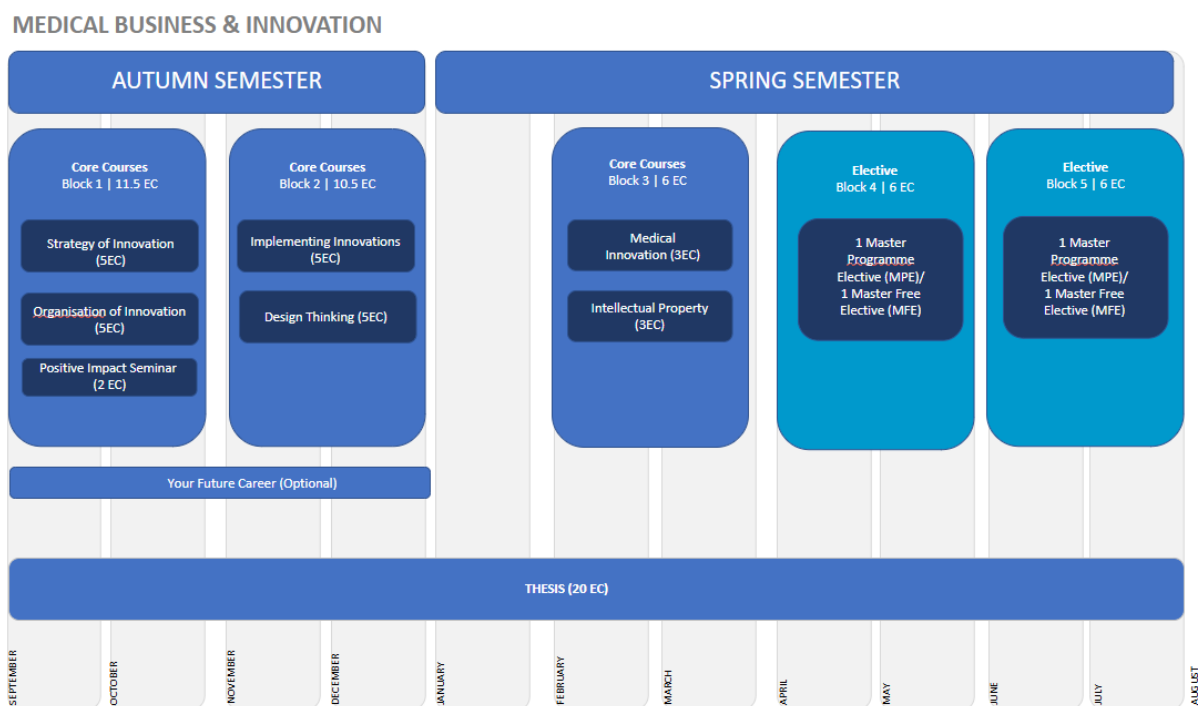 MEDICAL BUSINESS & INNOVATION
AUTUMN SEMESTER
SPRING SEMESTER
Core Courses
Block 1 | 11.5 EC
Strategy of Innovation
(5EC)
Organisation of Innovation
(5EC)
Positive Impact Seminar
(2 EC)
Core Courses
Block 2 | 10.5 EC
Implementing Innovations
(5EC)
Design Thinking (5EC)
Core Courses
Block 3 | 6 EC
Medical
Innovation (3EC)
Intellectual Property
(3EC)
Elective
Block 4 | 6 EC
1 Master
Programme
Elective (MPE)/
1 Master Free
Elective (MFE)
Elective
Block 5 | 6 EC
1 Master
Programme
Elective (MPE)/
1 Master Free
Elective (MFE)
Your Future Career (Optional)
THESIS (20 EC)
SEPTEMBER
OCTOBER
NOVEMBER
DECEMBER
JANUARY
FEBRUARY
MARCH
APRIL
MAY
JUNE
JULY
AUGUST